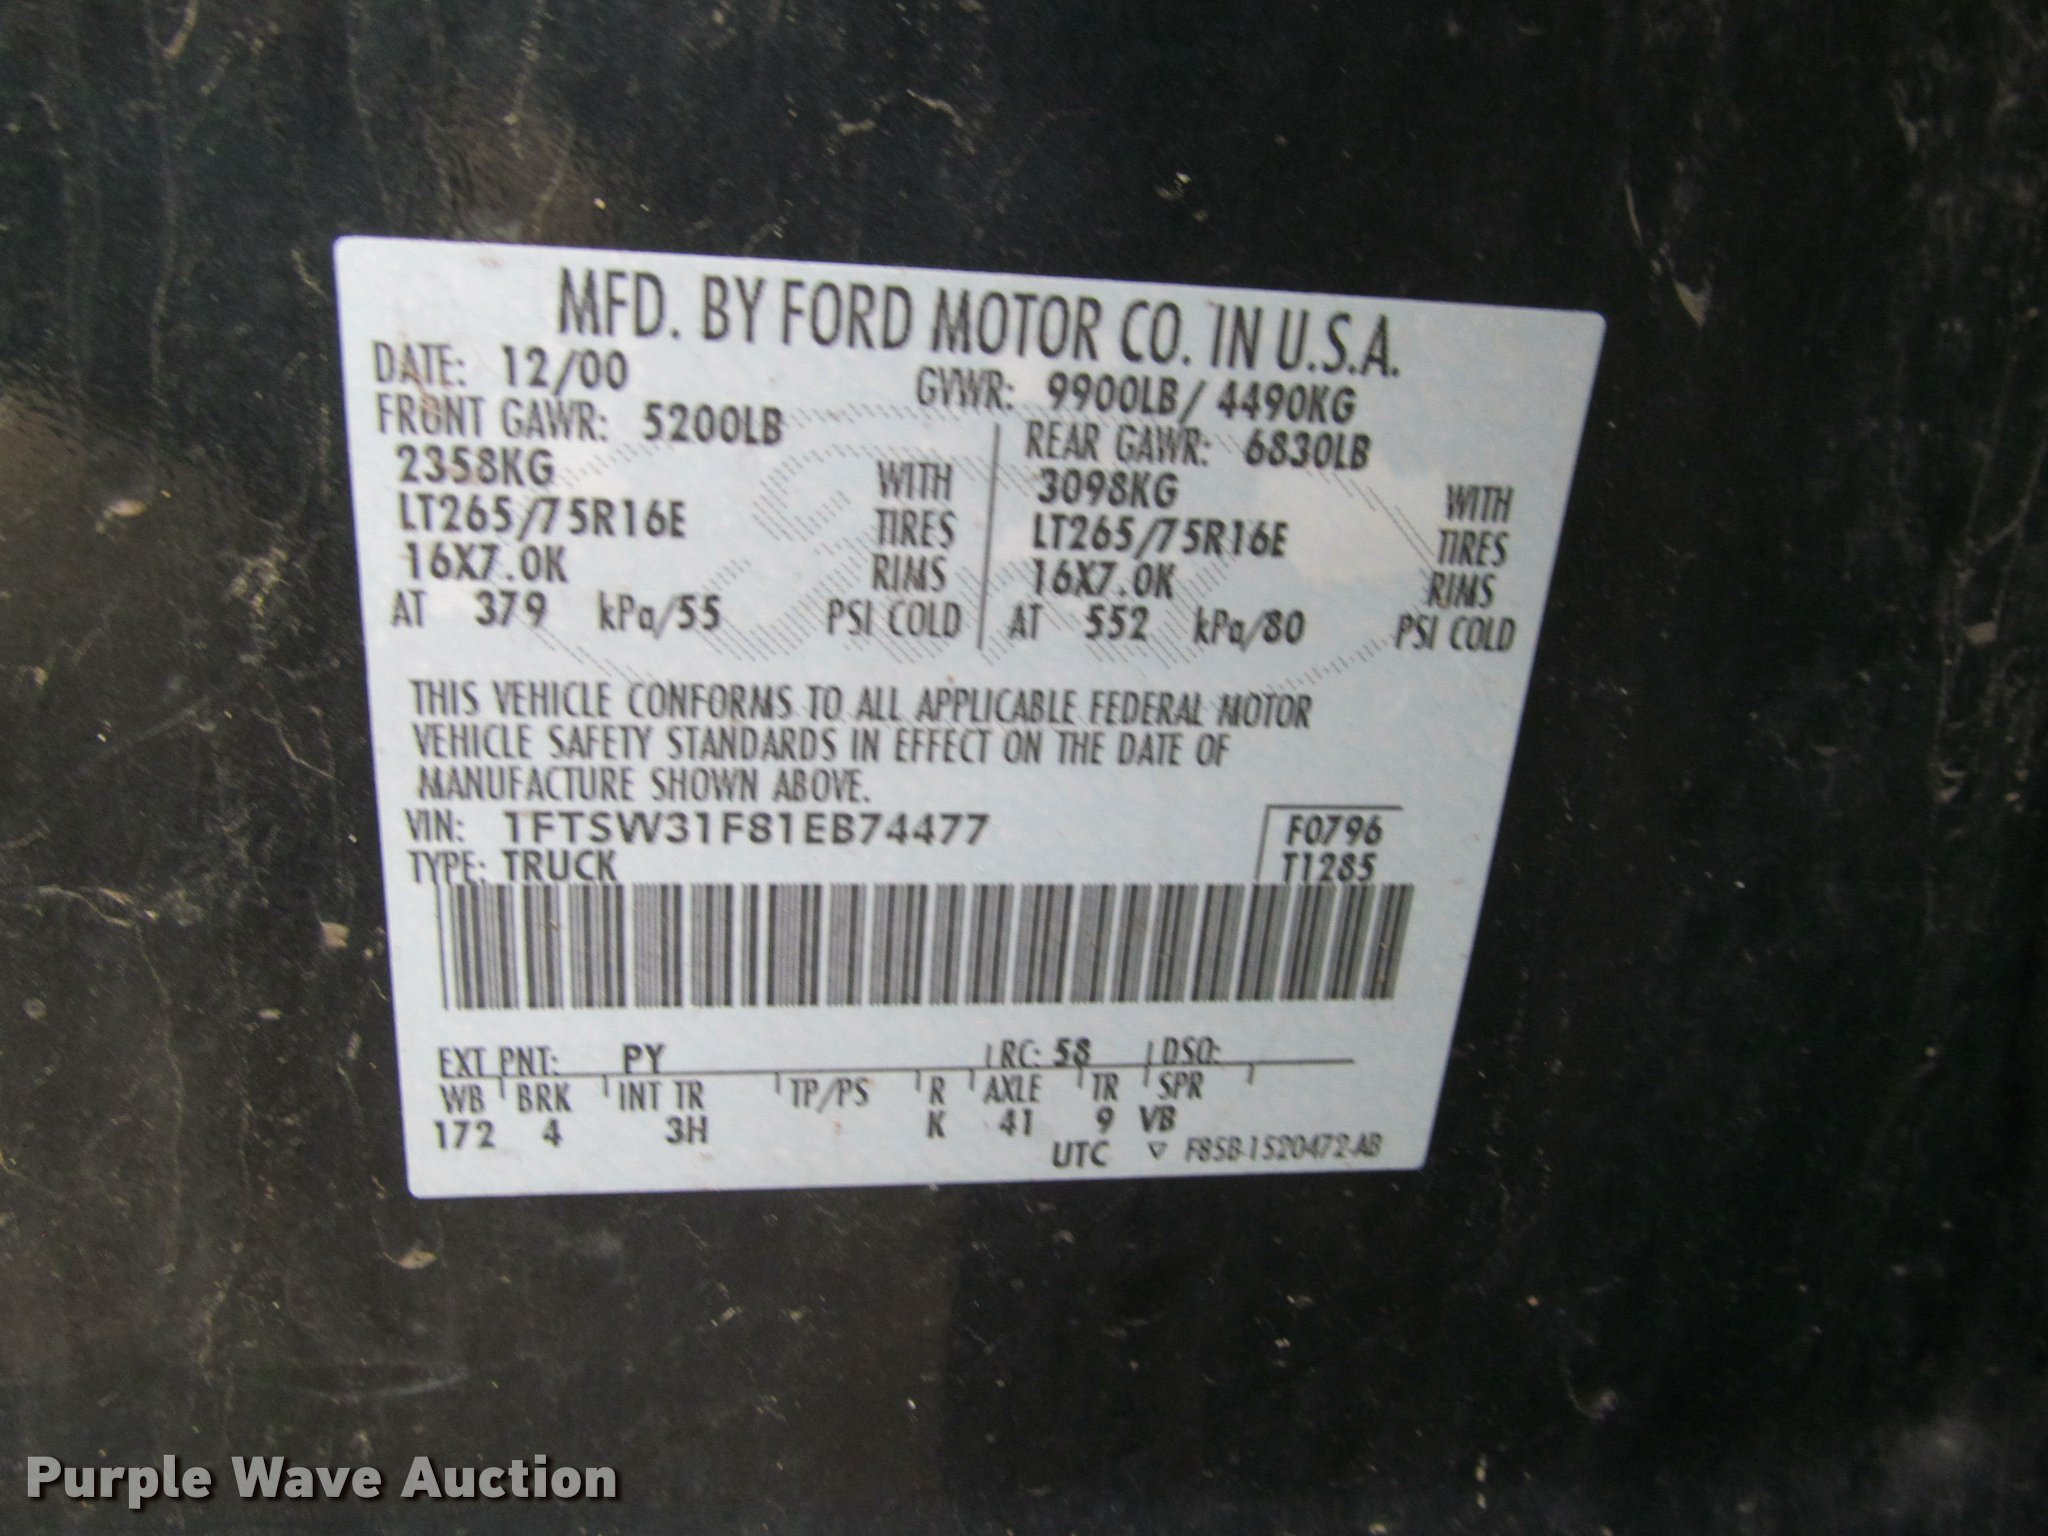 MFD. BY FORD MOTOR CO. IN U.S.A.
DATE: 12/00 GVWR: 9900LB/ 4490KG
FRONT GAWR: 5200LB REAR GAWR: 6830LB
2358KG WITH 3098KG WITH
LT265/75R16E TIRES LT265/75R16E TIRES
16X7.0K RIMS 16X7.0K RIMS
AT 379 kPa/55 PSI COLD AT 552 kPa/80 PSI COLD
THIS VEHICLE CONFORMS TO ALL APPLICABLE FEDERAL MOTOR
VEHICLE SAFETY STANDARDS IN EFFECT ON THE DATE OF
MANUFACTURE SHOWN ABOVE.
VIN: 1FTSW31F81EB74477 F0796
TYPE: TRUCK T1285
EXT PNT: PY RC: 58 DSO:
WB BRK INT TR TP/PS R AXLE TR SPR
172 4 3H K 41 9 VB
UTC ▽ F85B-1520472-AB
Purple Wave Auction